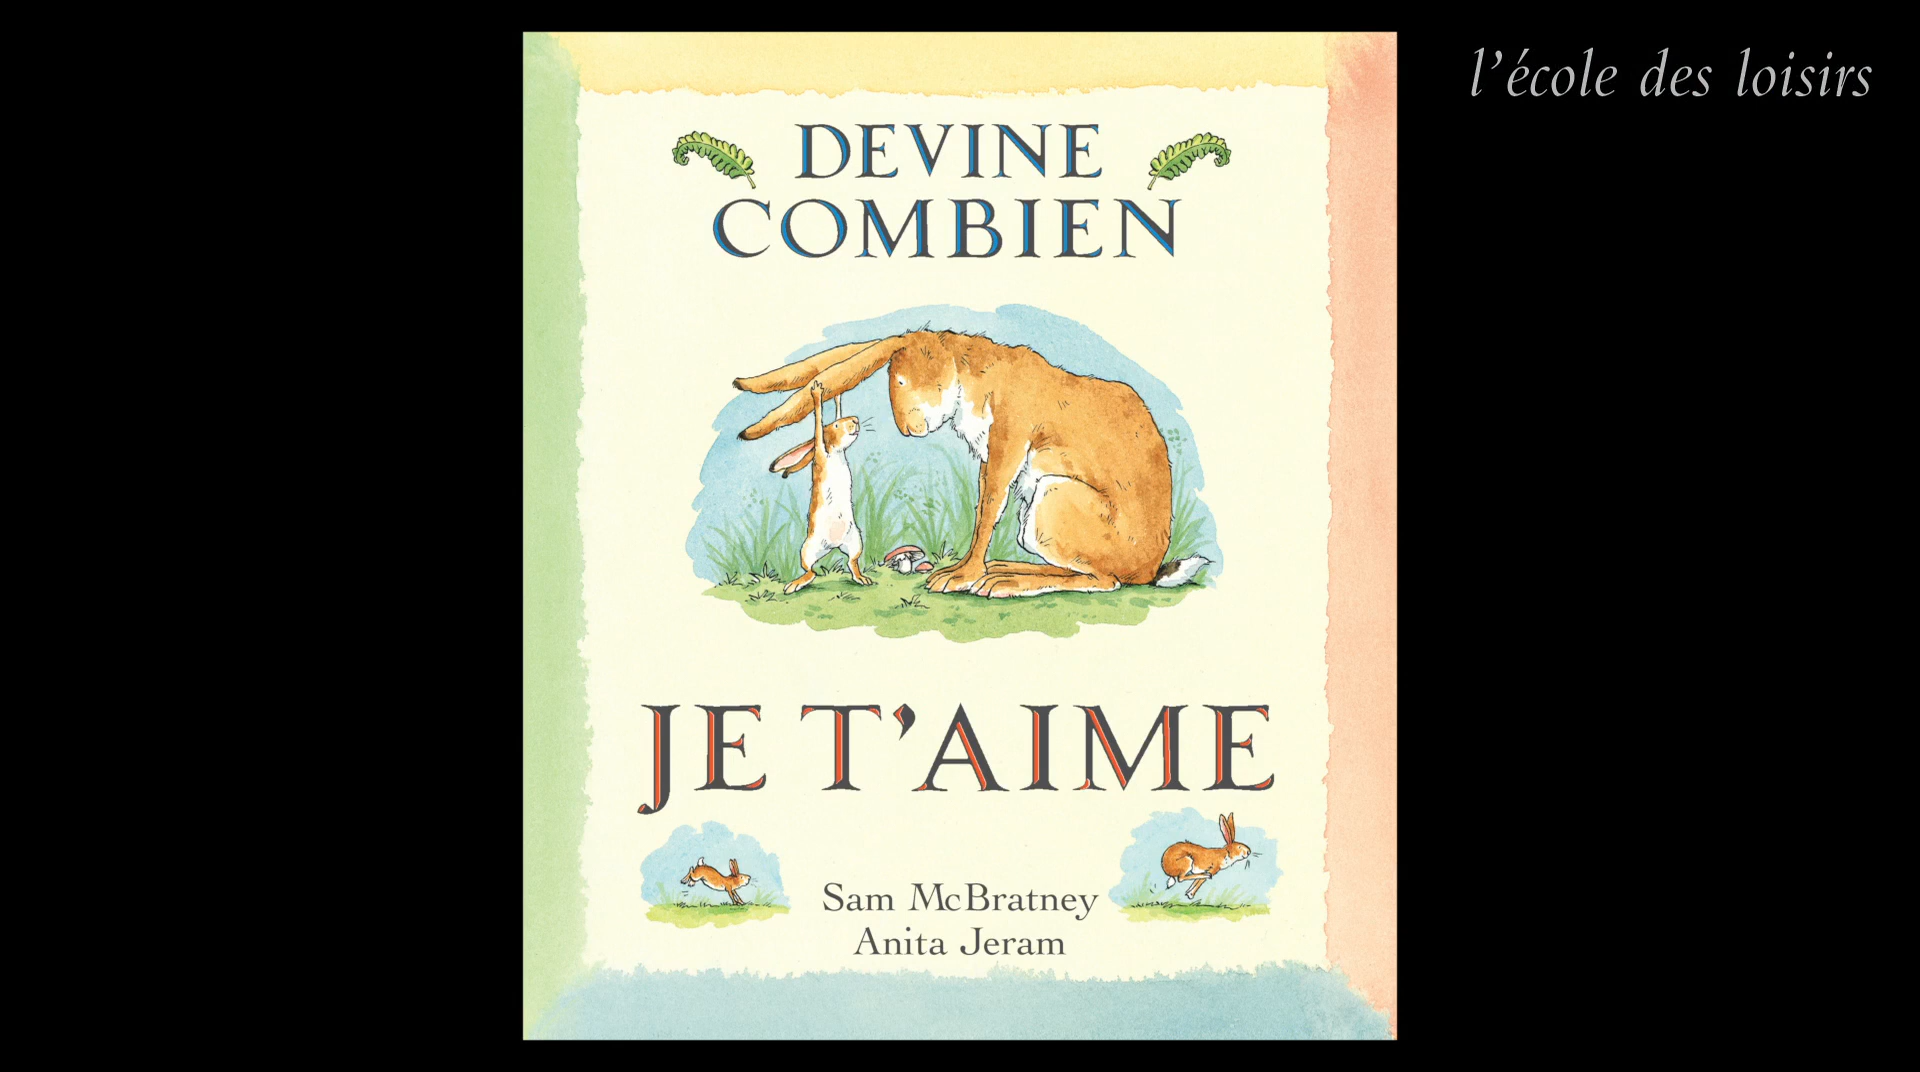 l'école des loisirs
DEVINE
COMBIEN
JE T'AIME
Sam McBratney
Anita Jeram